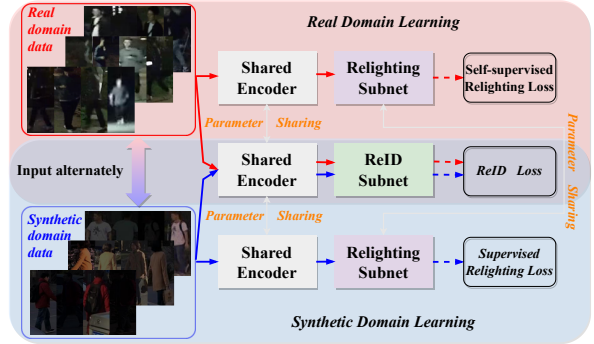 Real
domain
data
Real Domain Learning
Shared
Encoder
Relighting
Subnet
Self-supervised
Relighting Loss
Parameter Sharing
Input alternately
Shared
Encoder
ReID
Subnet
ReID Loss
Parameter Sharing
Parameter Sharing
Synthetic
domain
data
Shared
Encoder
Relighting
Subnet
Supervised
Relighting Loss
Synthetic Domain Learning